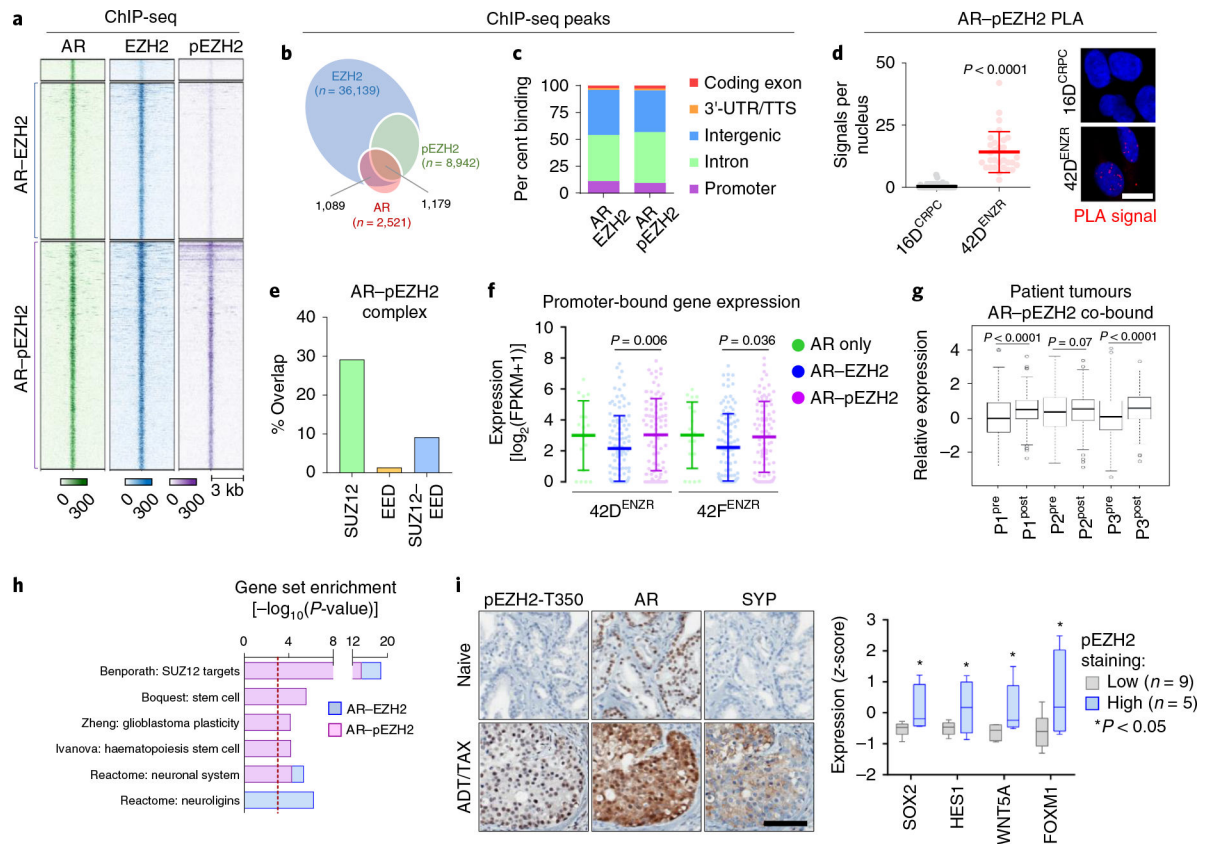 a
ChIP-seq
AR
EZH2
pEZH2
AR–EZH2
AR–pEZH2
0
300
0
300
0
300
3 kb
ChIP-seq peaks
b
EZH2
(n = 36,139)
pEZH2
(n = 8,942)
1,089
AR
(n = 2,521)
1,179
c
Per cent binding
100
75
50
25
0
AR
EZH2
AR
pEZH2
Coding exon
3'-UTR/TTS
Intergenic
Intron
Promoter
AR–pEZH2 PLA
d
Signals per
nucleus
50
25
0
P < 0.0001
16D^CRPC
42D^ENZR
16D^CRPC
42D^ENZR
PLA signal
e
AR–pEZH2
complex
% Overlap
40
30
20
10
0
SUZ12
EED
SUZ12–
EED
f
Promoter-bound gene expression
Expression
[log2(FPKM+1)]
10
8
6
4
2
0
P = 0.006
P = 0.036
42D^ENZR
42F^ENZR
AR only
AR–EZH2
AR–pEZH2
g
Patient tumours
AR–pEZH2 co-bound
P < 0.0001
P = 0.07
P < 0.0001
Relative expression
4
2
0
−2
P1^pre
P1^post
P2^pre
P2^post
P3^pre
P3^post
h
Gene set enrichment
[–log10(P-value)]
0
4
8
12
20
Benporath: SUZ12 targets
Boquest: stem cell
Zheng: glioblastoma plasticity
Ivanova: haematopoiesis stem cell
Reactome: neuronal system
Reactome: neuroligins
AR–EZH2
AR–pEZH2
i
pEZH2-T350
AR
SYP
Naive
ADT/TAX
Expression (z-score)
3
2
1
0
−1
−2
*
*
*
*
SOX2
HES1
WNT5A
FOXM1
pEZH2
staining:
Low (n = 9)
High (n = 5)
*P < 0.05